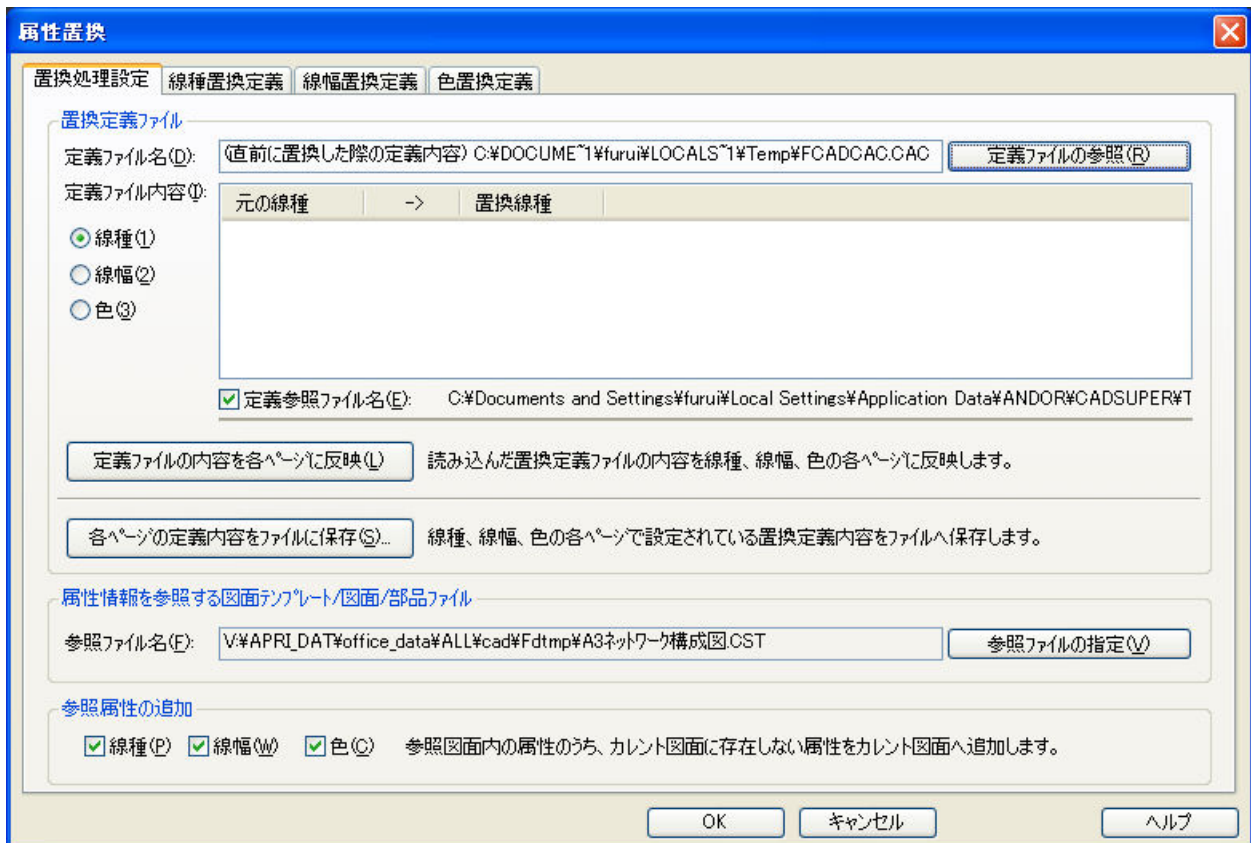 属性置換
置換処理設定 線種置換定義 線幅置換定義 色置換定義
置換定義ファイル
定義ファイル名(D): (直前に置換した際の定義内容) C:¥DOCUME~1¥furui¥LOCALS~1¥Temp¥FCADCAC.CAC 定義ファイルの参照(R)
定義ファイル内容(I): 元の線種 -> 置換線種
線種(1)
線幅(2)
色(3)
定義参照ファイル名(E): C:¥Documents and Settings¥furui¥Local Settings¥Application Data¥ANDOR¥CADSUPER¥T
定義ファイルの内容を各ページに反映(L) 読み込んだ置換定義ファイルの内容を線種、線幅、色の各ページに反映します。
各ページの定義内容をファイルに保存(S)... 線種、線幅、色の各ページで設定されている置換定義内容をファイルへ保存します。
属性情報を参照する図面テンプレート/図面/部品ファイル
参照ファイル名(F): V:¥APRI_DAT¥office_data¥ALL¥cad¥Fdtmp¥A3ネットワーク構成図.CST 参照ファイルの指定(V)
参照属性の追加
線種(P) 線幅(W) 色(C) 参照図面内の属性のうち、カレント図面に存在しない属性をカレント図面へ追加します。
OK キャンセル ヘルプ